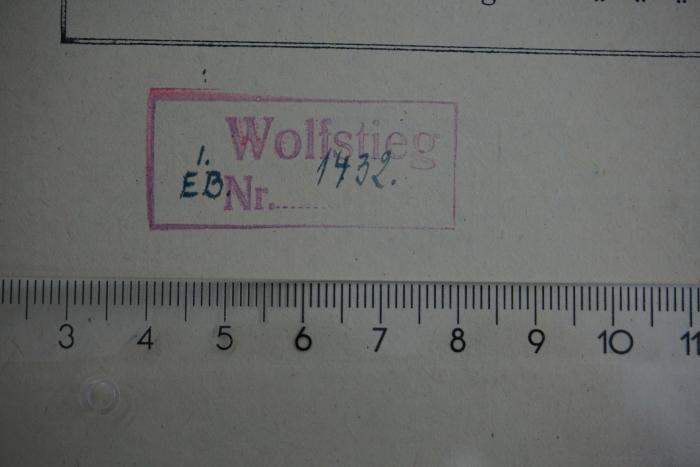 Wolfstieg
1. 1432.
EB. Nr.
3 4 5 6 7 8 9 10 11